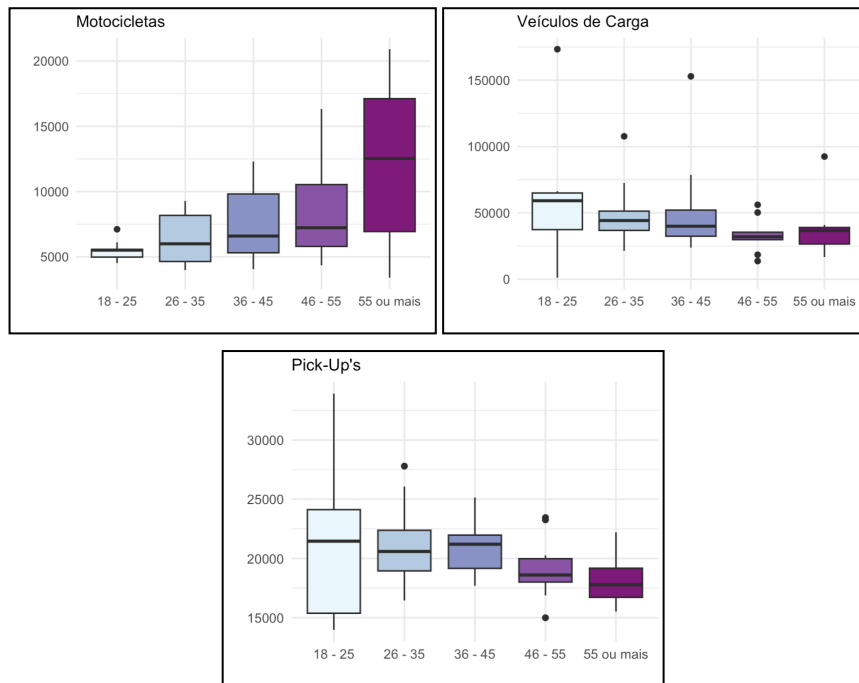 Motocicletas
20000
15000
10000
5000
18 - 25 26 - 35 36 - 45 46 - 55 55 ou mais
Veículos de Carga
150000
100000
50000
0
18 - 25 26 - 35 36 - 45 46 - 55 55 ou mais
Pick-Up's
30000
25000
20000
15000
18 - 25 26 - 35 36 - 45 46 - 55 55 ou mais